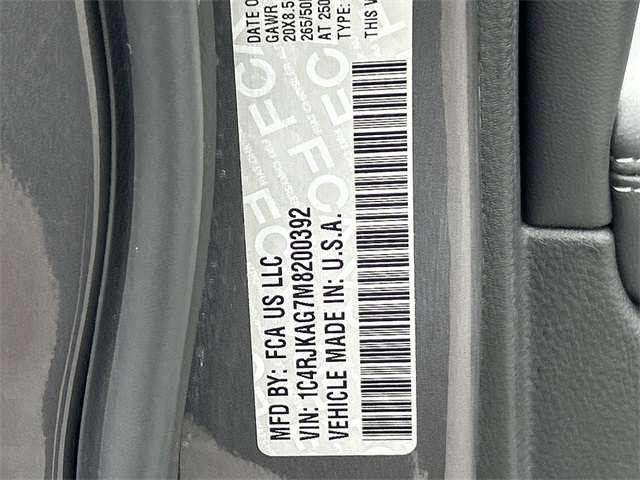 MFD BY: FCA US LLC
VIN: 1C4RJKAG7M8200392
VEHICLE MADE IN: U.S.A.
DATE O
GAWR
20X8.5
265/50
AT 250
TYPE:
THIS V